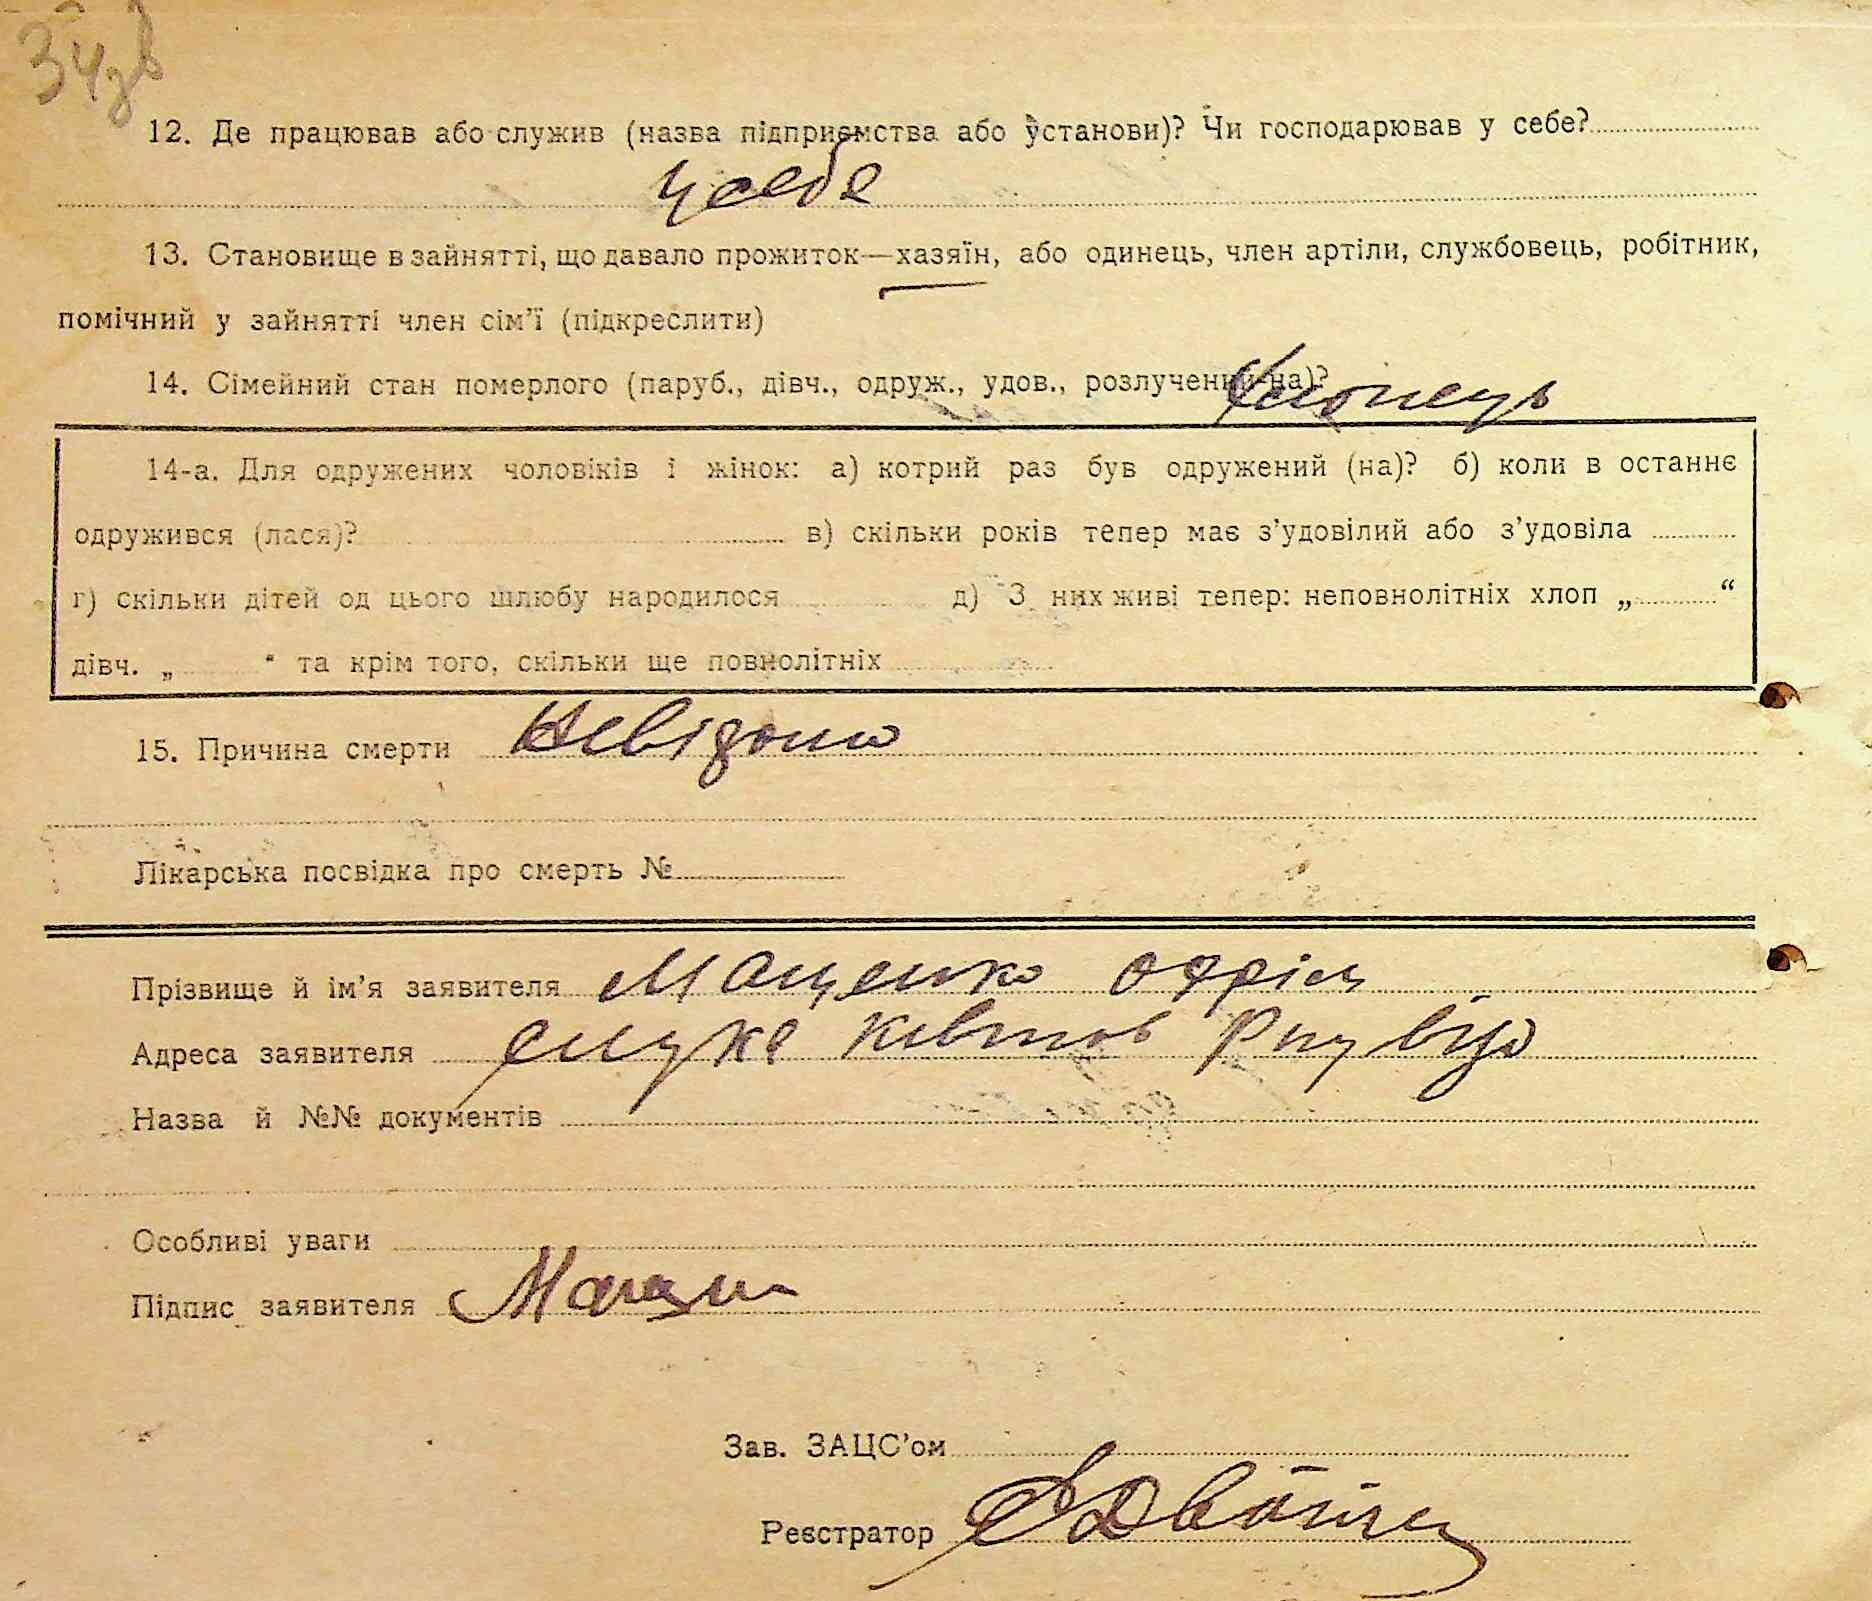 34зв
12. Де працював або служив (назва підприємства або установи)? Чи господарював у себе?
у себе
13. Становище в зайнятті, що давало прожиток—хазяїн, або одинець, член артіли, службовець, робітник,
помічний у зайнятті член сім'ї (підкреслити)
14. Сімейний стан померлого (паруб., дівч., одруж., удов., розлучений-на)? хлопець
14-а. Для одружених чоловіків і жінок: а) котрий раз був одружений (на)? б) коли в останнє
одружився (лася)? в) скільки років тепер має з'удовілий або з'удовіла
г) скільки дітей од цього шлюбу народилося д) З них живі тепер: неповнолітніх хлоп „ “
дівч. „ “ та крім того, скільки ще повнолітніх
15. Причина смерти Невідомо
Лікарська посвідка про смерть №
Прізвище й ім'я заявителя Мащенко
Адреса заявителя
Назва й №№ документів
Особливі уваги
Підпис заявителя
Зав. ЗАЦС'ом
Реєстратор